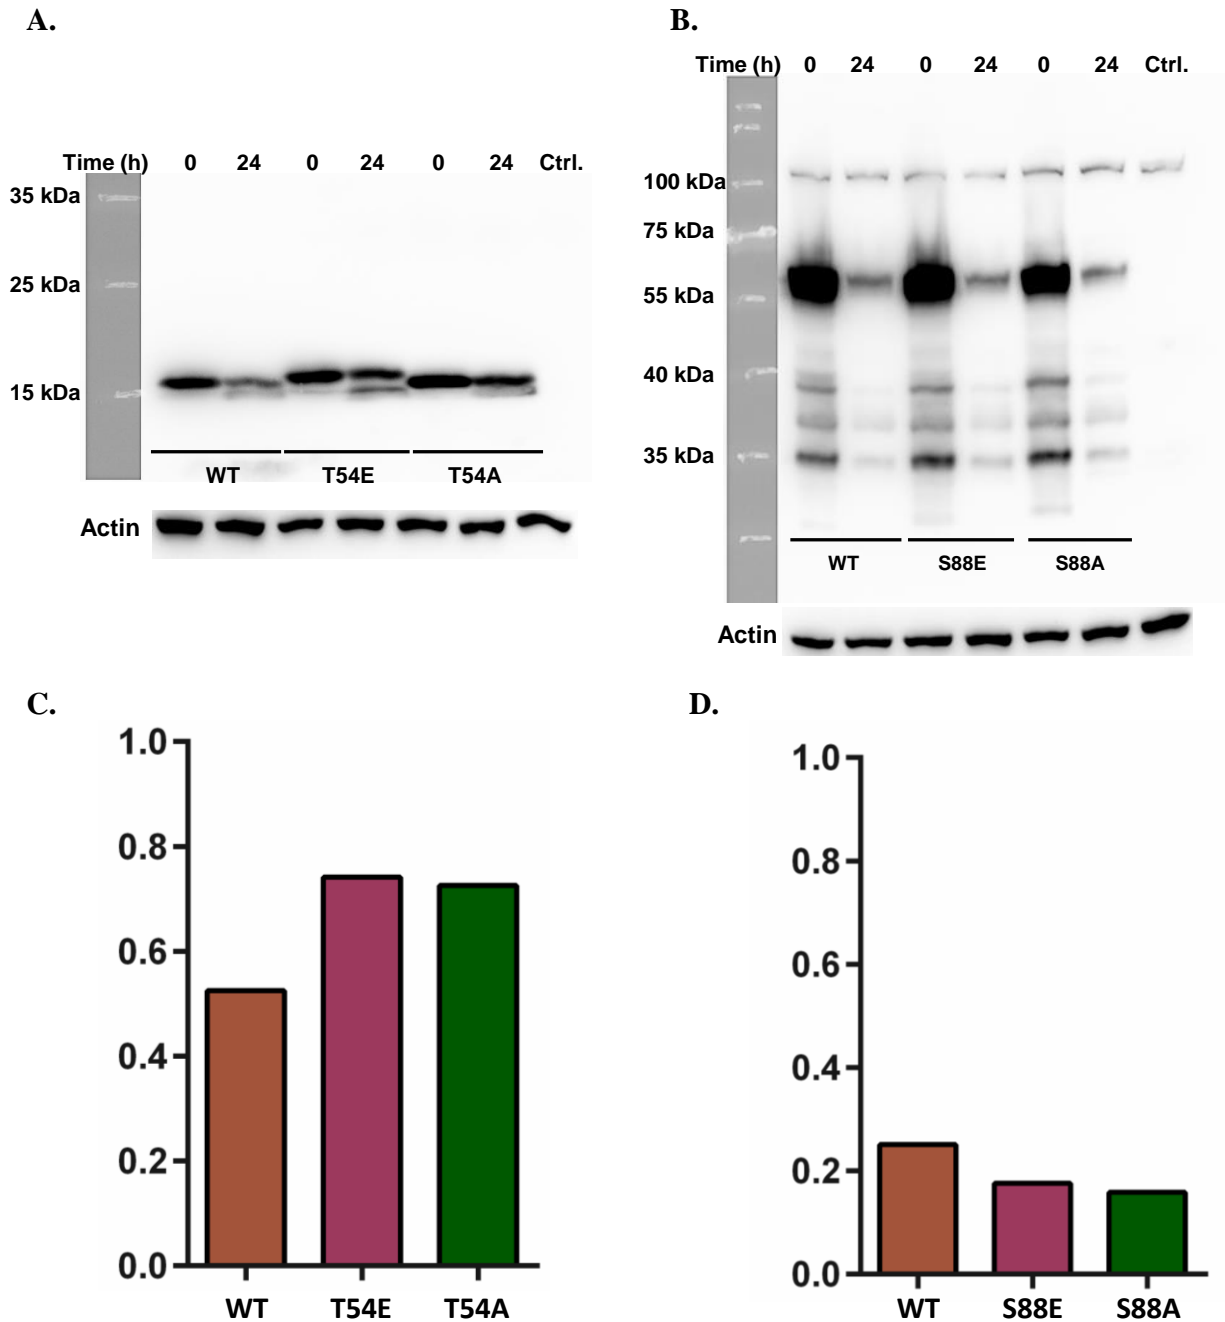 A.
Time (h) 0 24 0 24 0 24 Ctrl.
35 kDa
25 kDa
15 kDa
WT T54E T54A
Actin
B.
Time (h) 0 24 0 24 0 24 Ctrl.
100 kDa
75 kDa
55 kDa
40 kDa
35 kDa
WT S88E S88A
Actin
C.
1.0
0.8
0.6
0.4
0.2
0.0
WT T54E T54A
D.
1.0
0.8
0.6
0.4
0.2
0.0
WT S88E S88A